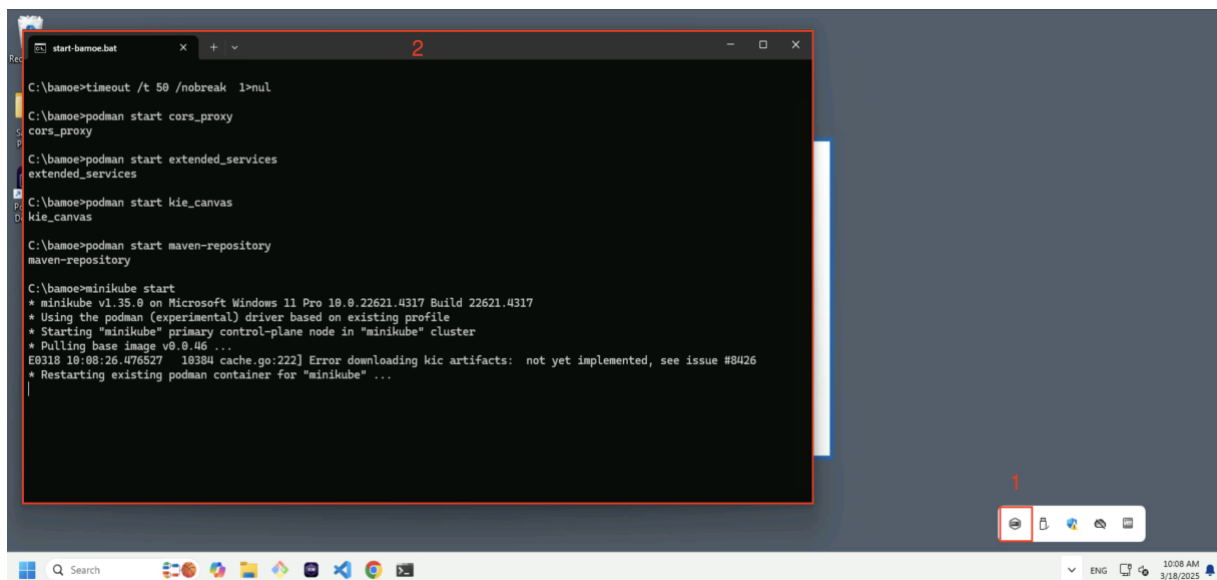 start-bamoe.bat
2
Rec
C:\bamoe>timeout /t 50 /nobreak  1>nul
C:\bamoe>podman start cors_proxy
cors_proxy
C:\bamoe>podman start extended_services
extended_services
C:\bamoe>podman start kie_canvas
kie_canvas
C:\bamoe>podman start maven-repository
maven-repository
C:\bamoe>minikube start
* minikube v1.35.0 on Microsoft Windows 11 Pro 10.0.22621.4317 Build 22621.4317
* Using the podman (experimental) driver based on existing profile
* Starting "minikube" primary control-plane node in "minikube" cluster
* Pulling base image v0.0.46 ...
E0318 10:08:26.476527   10384 cache.go:222] Error downloading kic artifacts:  not yet implemented, see issue #8426
* Restarting existing podman container for "minikube" ...
1
Search
ENG
10:08 AM
3/18/2025